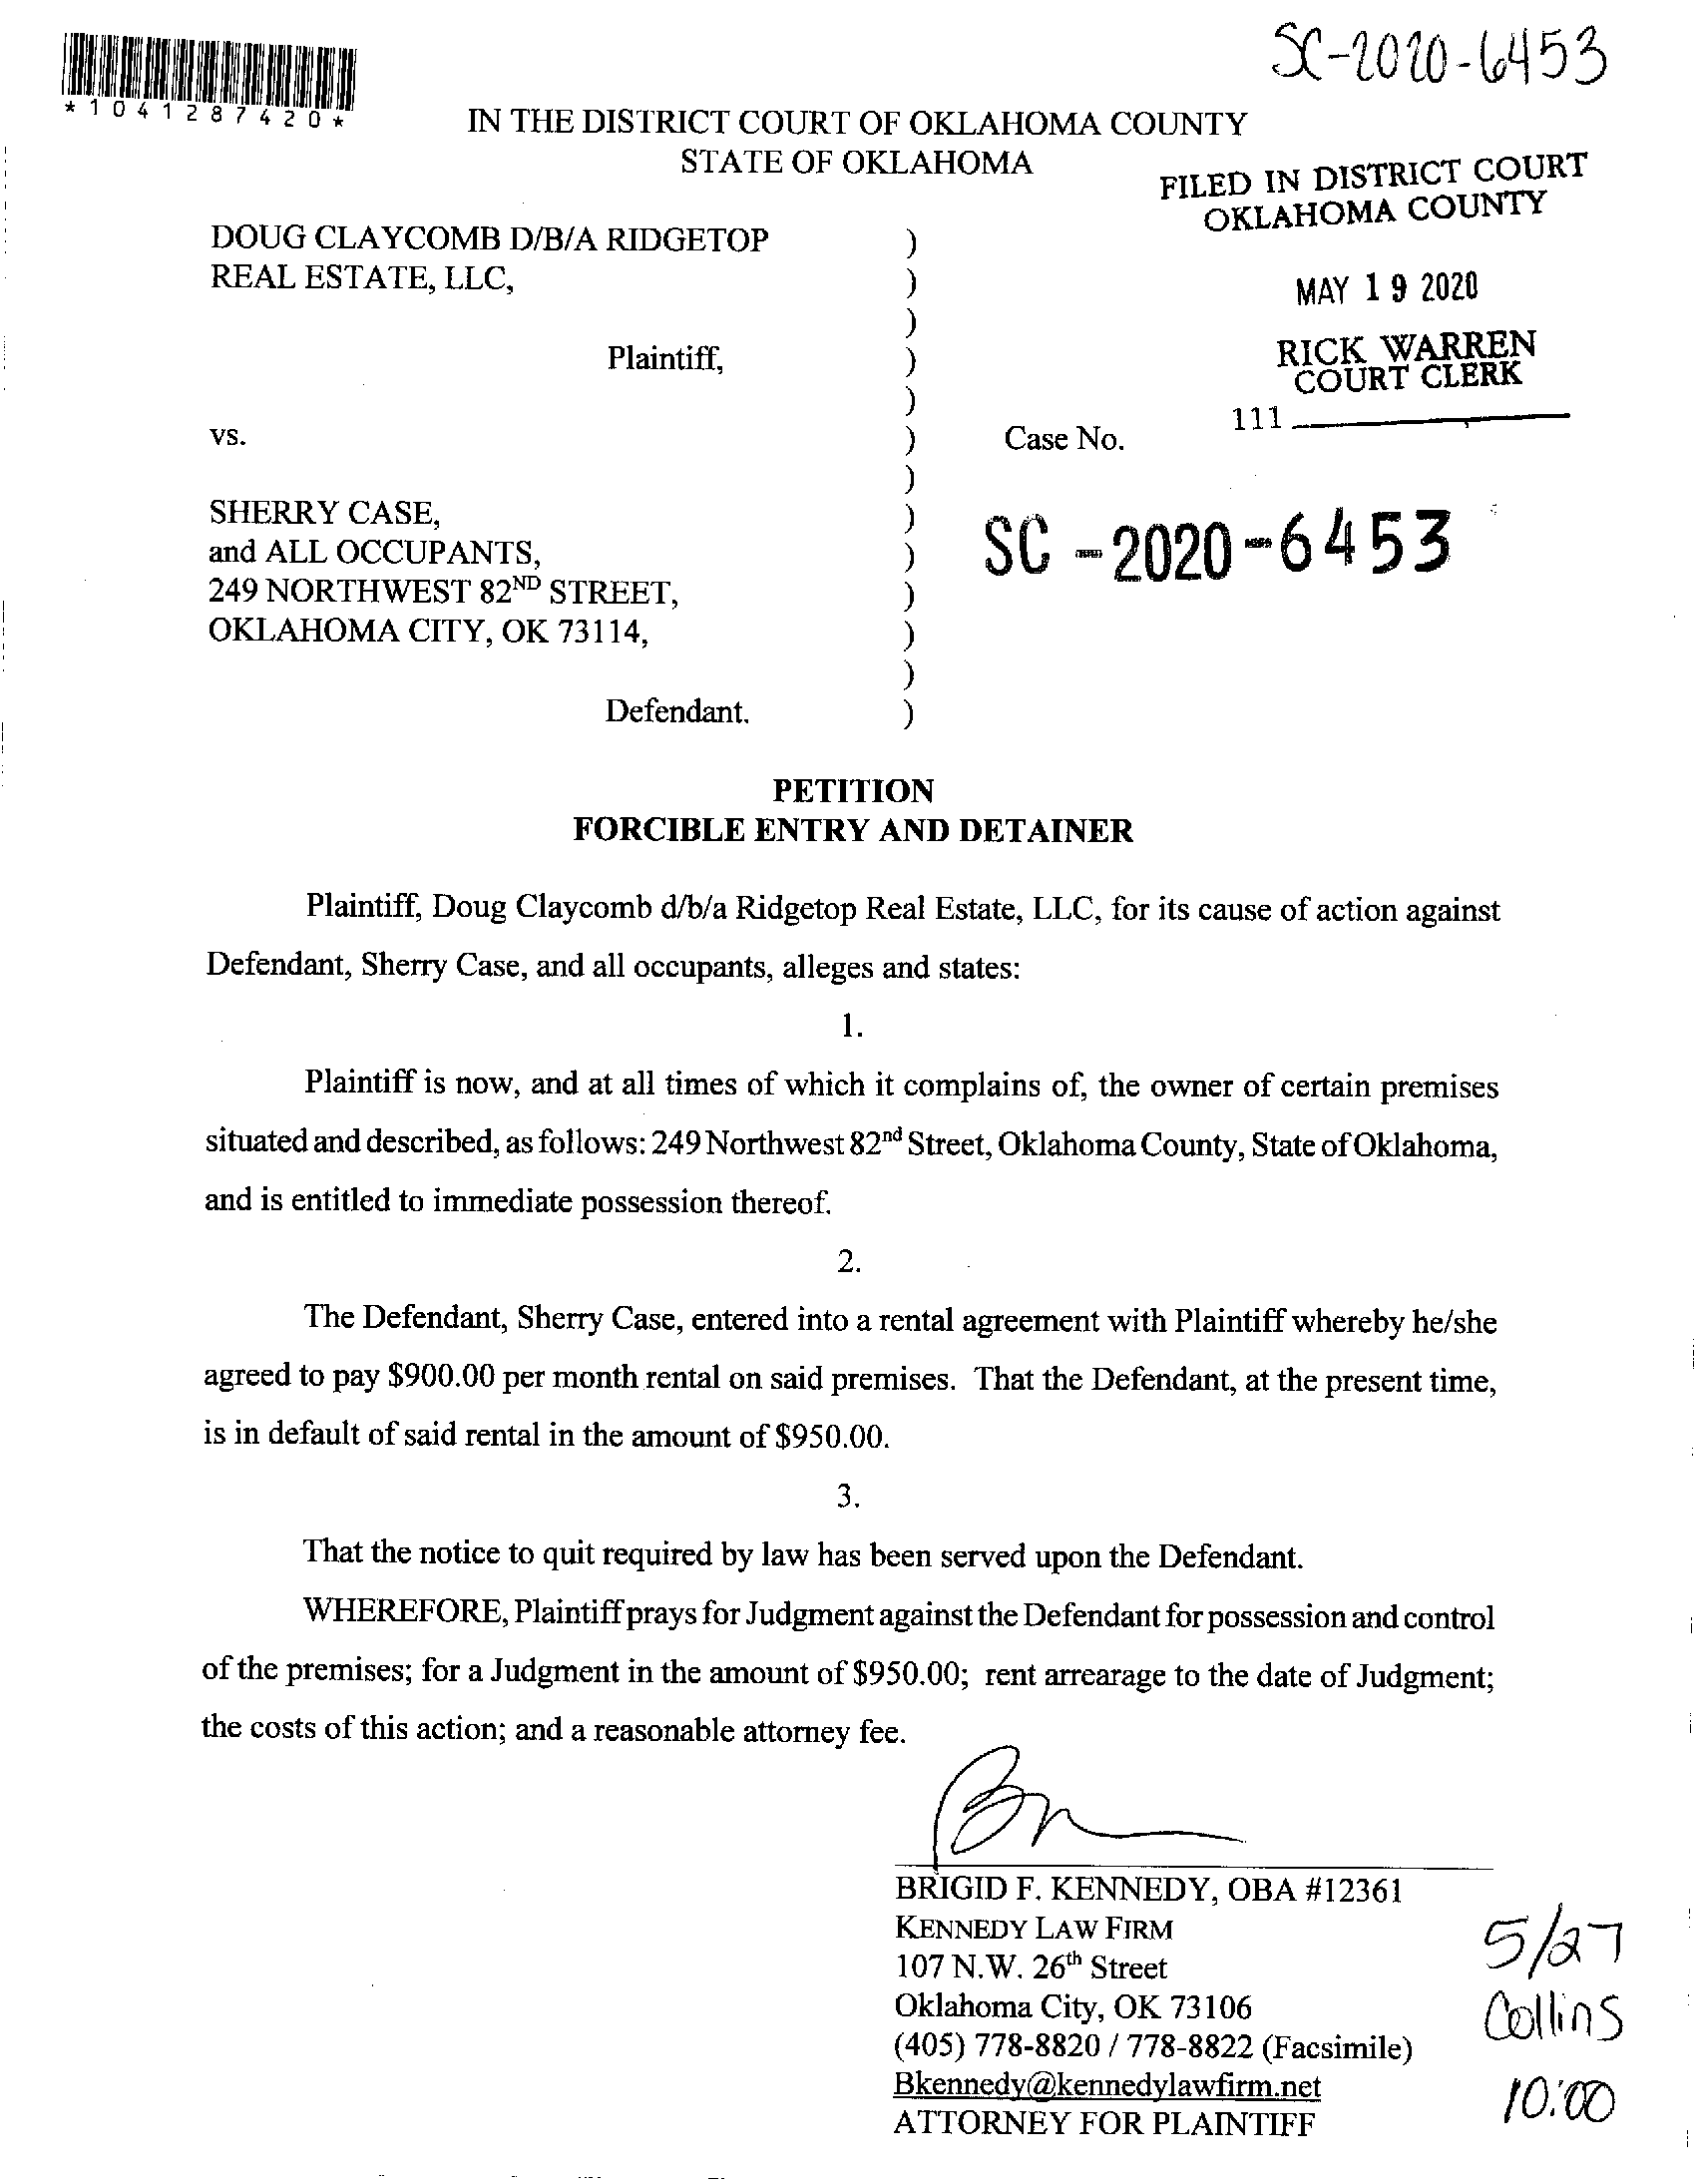 SC-2020-6453
*1041287420*
IN THE DISTRICT COURT OF OKLAHOMA COUNTY
STATE OF OKLAHOMA
FILED IN DISTRICT COURT
OKLAHOMA COUNTY
MAY 19 2020
RICK WARREN
COURT CLERK
111
DOUG CLAYCOMB D/B/A RIDGETOP )
REAL ESTATE, LLC, )
)
Plaintiff, )
)
vs. ) Case No.
)
SHERRY CASE, ) SC-2020-6453
and ALL OCCUPANTS, )
249 NORTHWEST 82ND STREET, )
OKLAHOMA CITY, OK 73114, )
)
Defendant. )
PETITION
FORCIBLE ENTRY AND DETAINER
Plaintiff, Doug Claycomb d/b/a Ridgetop Real Estate, LLC, for its cause of action against
Defendant, Sherry Case, and all occupants, alleges and states:
1.
Plaintiff is now, and at all times of which it complains of, the owner of certain premises
situated and described, as follows: 249 Northwest 82nd Street, Oklahoma County, State of Oklahoma,
and is entitled to immediate possession thereof.
2.
The Defendant, Sherry Case, entered into a rental agreement with Plaintiff whereby he/she
agreed to pay $900.00 per month rental on said premises. That the Defendant, at the present time,
is in default of said rental in the amount of $950.00.
3.
That the notice to quit required by law has been served upon the Defendant.
WHEREFORE, Plaintiff prays for Judgment against the Defendant for possession and control
of the premises; for a Judgment in the amount of $950.00; rent arrearage to the date of Judgment;
the costs of this action; and a reasonable attorney fee.
BRIGID F. KENNEDY, OBA #12361
KENNEDY LAW FIRM
107 N.W. 26th Street
Oklahoma City, OK 73106
(405) 778-8820 / 778-8822 (Facsimile)
Bkennedy@kennedylawfirm.net
ATTORNEY FOR PLAINTIFF
5/27
Collins
10:00